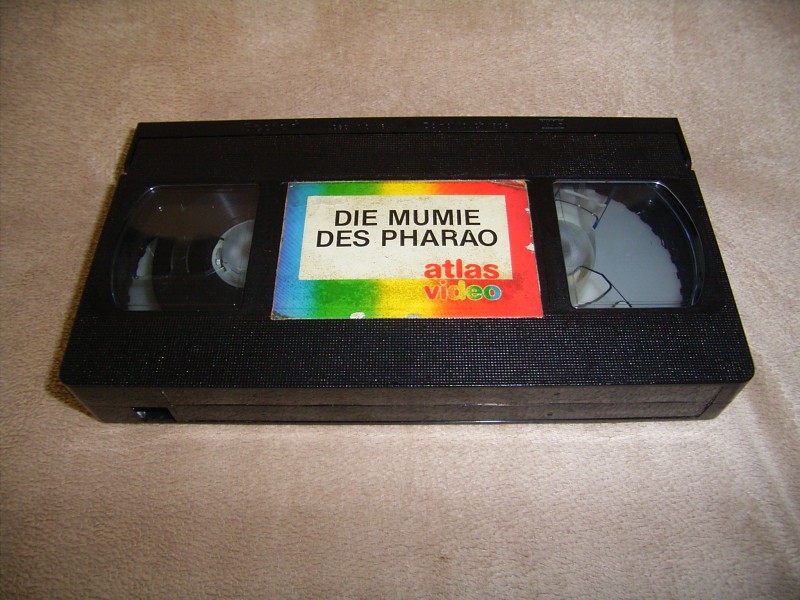 DIE MUMIE
DES PHARAO
atlas
video